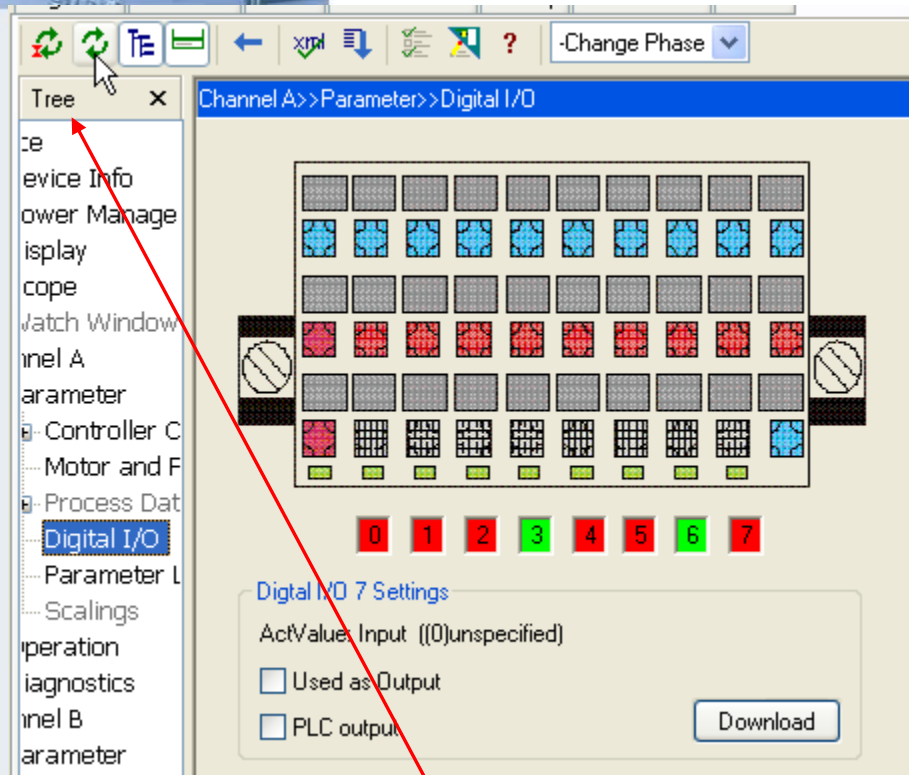 xml
?
-Change Phase
Tree
Channel A>>Parameter>>Digital I/O
ce
evice Info
ower Manage
isplay
cope
Watch Window
nnel A
arameter
Controller C
Motor and F
Process Dat
Digital I/O
Parameter L
Scalings
peration
iagnostics
nnel B
arameter
0 1 2 3 4 5 6 7
Digtal I/O 7 Settings
ActValue: Input ((0)unspecified)
Used as Output
PLC output
Download